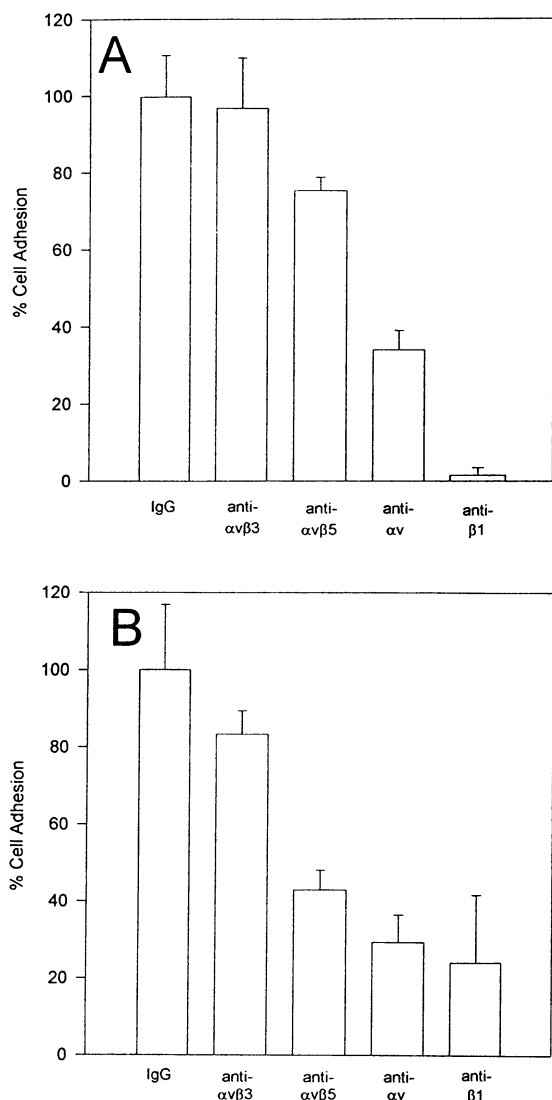 A
120
100
80
60
40
20
0
% Cell Adhesion
IgG anti- anti- anti- anti-
αvβ3 αvβ5 αv β1
B
120
100
80
60
40
20
0
% Cell Adhesion
IgG anti- anti- anti- anti-
αvβ3 αvβ5 αv β1